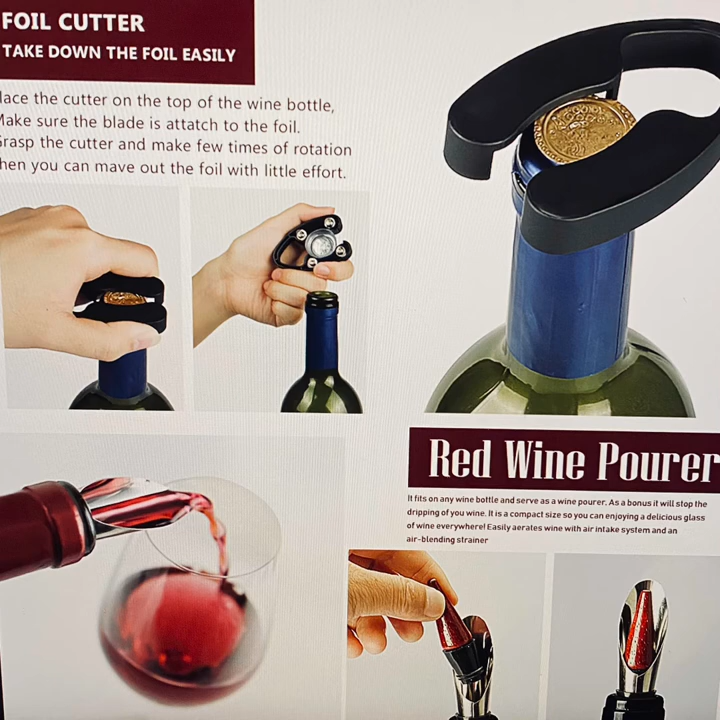 FOIL CUTTER
TAKE DOWN THE FOIL EASILY
lace the cutter on the top of the wine bottle,
Make sure the blade is attatch to the foil.
rasp the cutter and make few times of rotation
hen you can mave out the foil with little effort.
Red Wine Pourer
It fits on any wine bottle and serve as a wine pourer. As a bonus it will stop the
dripping of you wine. It is a compact size so you can enjoying a delicious glass
of wine everywhere! Easily aerates wine with air intake system and an
air-blending strainer